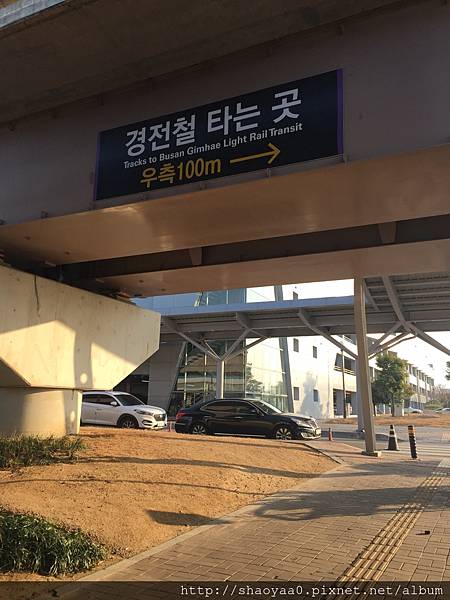 경전철 타는 곳
Tracks to Busan Gimhae Light Rail Transit
우측100m →
http://shaoyaa0.pixnet.net/album